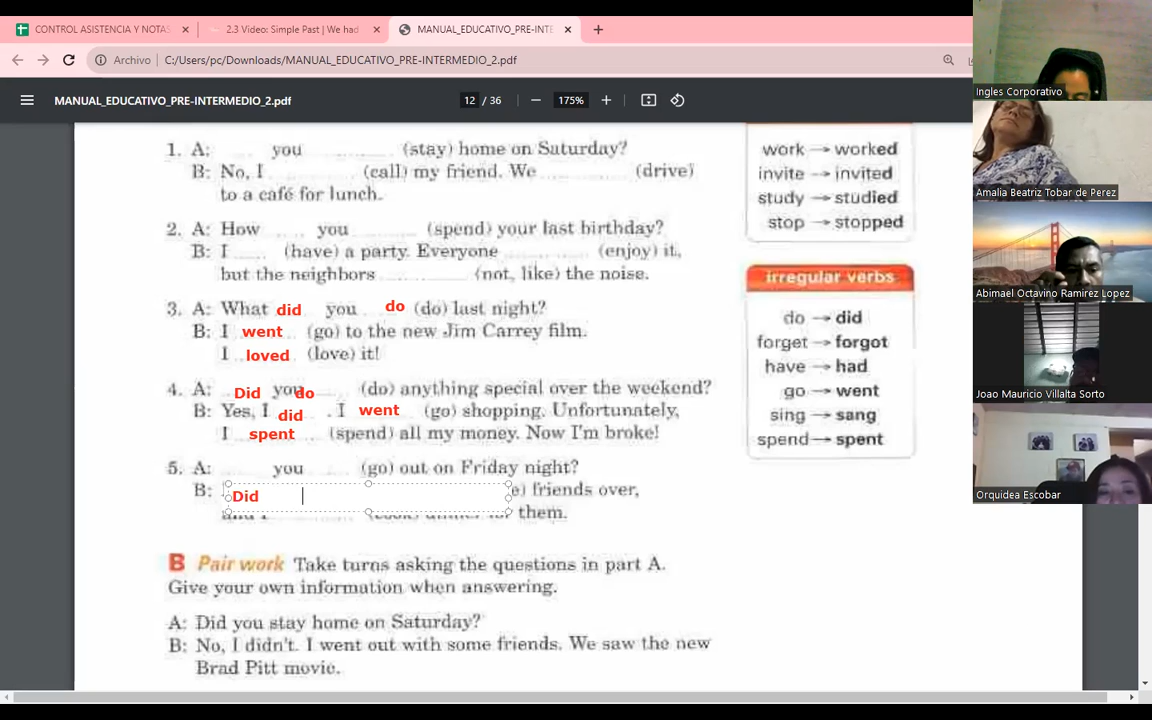 CONTROL ASISTENCIA Y NOTAS
2.3 Video: Simple Past | We had
MANUAL_EDUCATIVO_PRE-INTE
Archivo C:/Users/pc/Downloads/MANUAL_EDUCATIVO_PRE-INTERMEDIO_2.pdf
MANUAL_EDUCATIVO_PRE-INTERMEDIO_2.pdf 12 / 36 175%
1. A: you (stay) home on Saturday?
B: No, I (call) my friend. We (drive)
to a café for lunch.
2. A: How you (spend) your last birthday?
B: I (have) a party. Everyone (enjoy) it,
but the neighbors (not, like) the noise.
3. A: What did you do (do) last night?
B: I went (go) to the new Jim Carrey film.
I loved (love) it!
4. A: Did you do (do) anything special over the weekend?
B: Yes, I did . I went (go) shopping. Unfortunately,
I spent (spend) all my money. Now I'm broke!
5. A: you (go) out on Friday night?
B: Did e) friends over,
them.
B Pair work Take turns asking the questions in part A.
Give your own information when answering.
A: Did you stay home on Saturday?
B: No, I didn't. I went out with some friends. We saw the new
Brad Pitt movie.
work → worked
invite → invited
study → studied
stop → stopped
irregular verbs
do → did
forget → forgot
have → had
go → went
sing → sang
spend → spent
Ingles Corporativo
Amalia Beatriz Tobar de Perez
Abimael Octavino Ramirez Lopez
Joao Mauricio Villalta Sorto
Orquidea Escobar